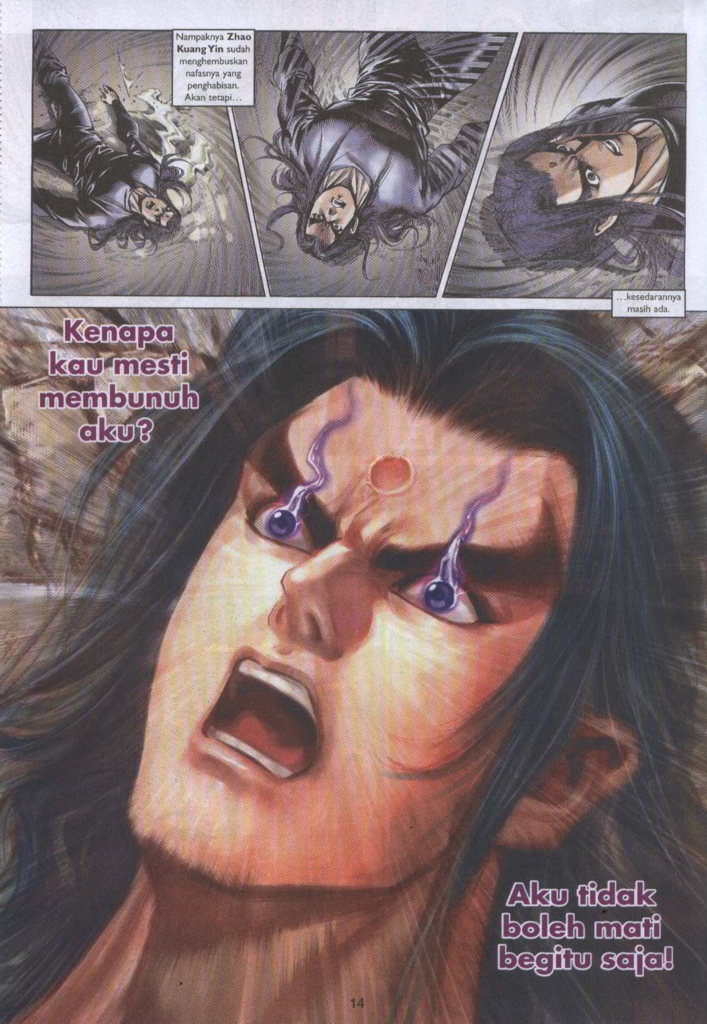 Nampaknya Zhao
Kuang Yin sudah
menghembuskan
nafasnya yang
penghabisan.
Akan tetapi...
...kesedarannya
masih ada.
Kenapa
kau mesti
membunuh
aku?
Aku tidak
boleh mati
begitu saja!
14